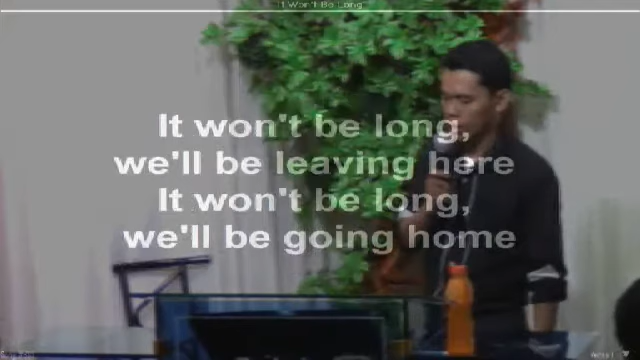 It Won't Be Long
It won't be long,
we'll be leaving here
It won't be long,
we'll be going home